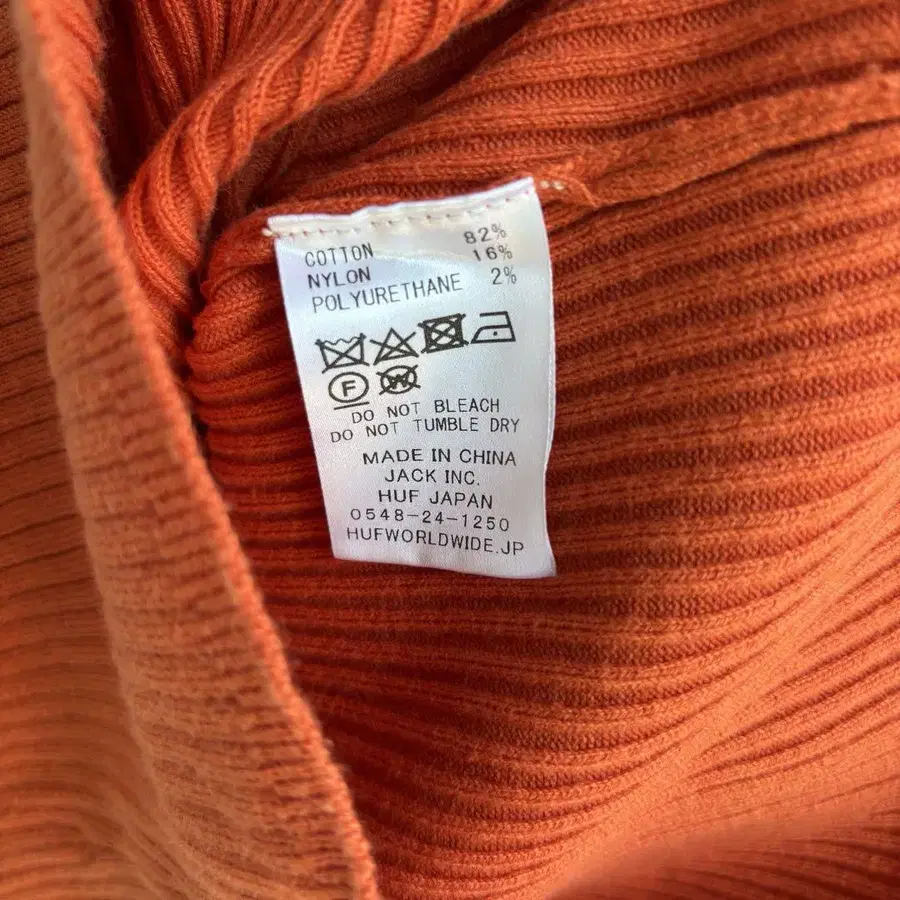 COTTON 82%
NYLON 16%
POLYURETHANE 2%
F W
DO NOT BLEACH
DO NOT TUMBLE DRY
MADE IN CHINA
JACK INC.
HUF JAPAN
0548-24-1250
HUFWORLDWIDE.JP